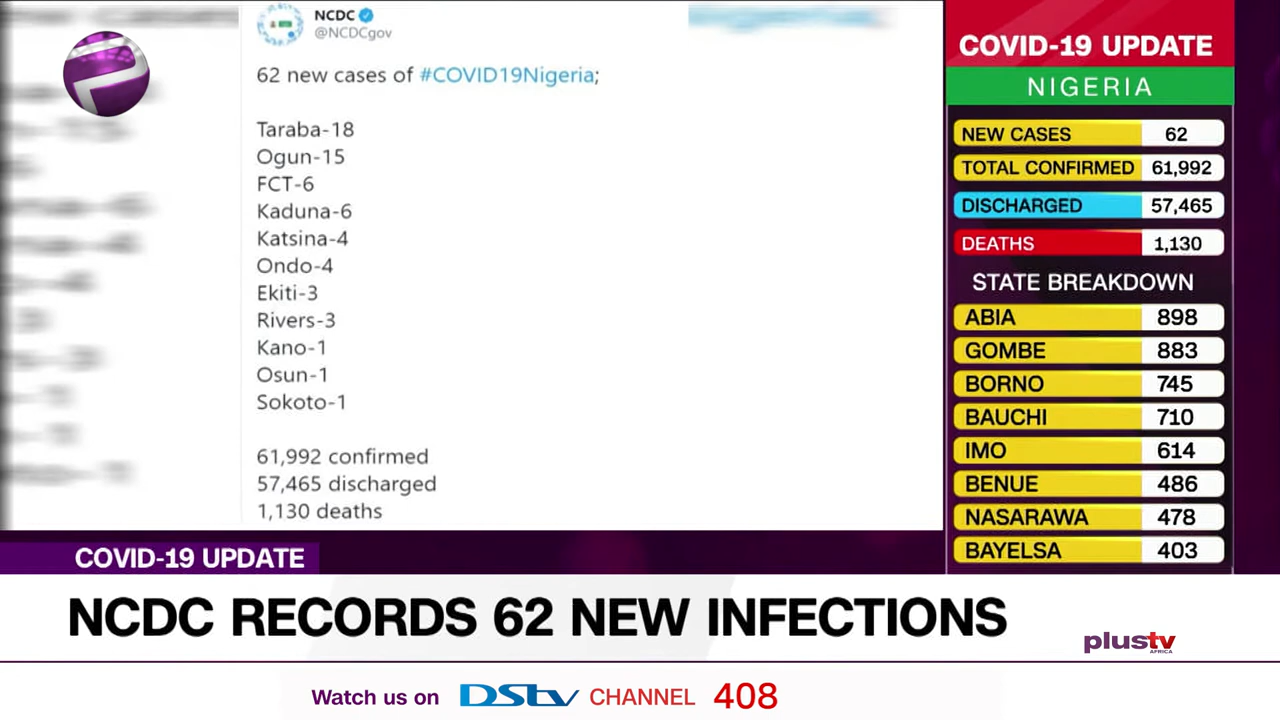 NCDC
@NCDCgov
62 new cases of #COVID19Nigeria;
Taraba-18
Ogun-15
FCT-6
Kaduna-6
Katsina-4
Ondo-4
Ekiti-3
Rivers-3
Kano-1
Osun-1
Sokoto-1
61,992 confirmed
57,465 discharged
1,130 deaths
COVID-19 UPDATE
NIGERIA
NEW CASES 62
TOTAL CONFIRMED 61,992
DISCHARGED 57,465
DEATHS 1,130
STATE BREAKDOWN
ABIA 898
GOMBE 883
BORNO 745
BAUCHI 710
IMO 614
BENUE 486
NASARAWA 478
BAYELSA 403
COVID-19 UPDATE
NCDC RECORDS 62 NEW INFECTIONS
plustv
AFRICA
Watch us on DStv CHANNEL 408